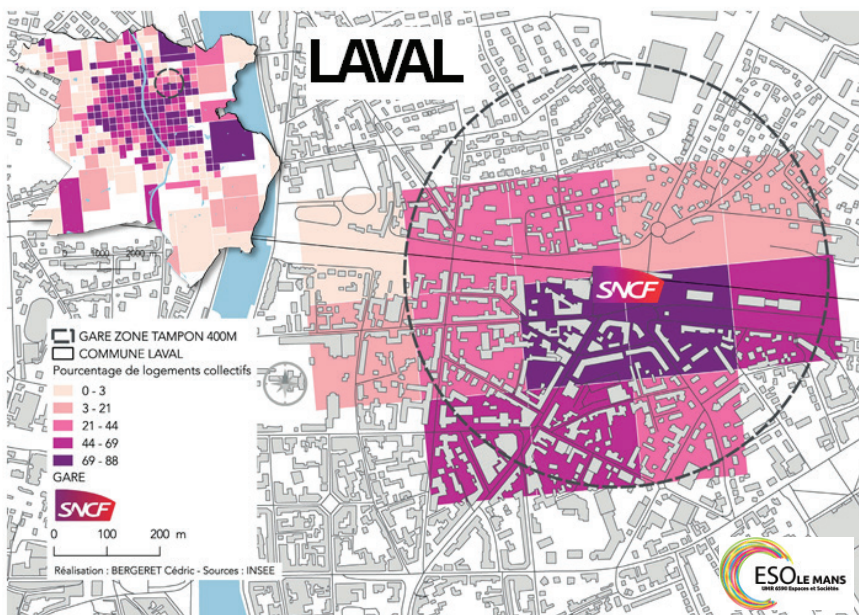 LAVAL
0 1000 2000
GARE ZONE TAMPON 400M
COMMUNE LAVAL
Pourcentage de logements collectifs
0 - 3
3 - 21
21 - 44
44 - 69
69 - 88
GARE
SNCF
0 100 200 m
Réalisation : BERGERET Cédric - Sources : INSEE
SNCF
ESO LE MANS
UMR 6590 Espaces et Sociétés